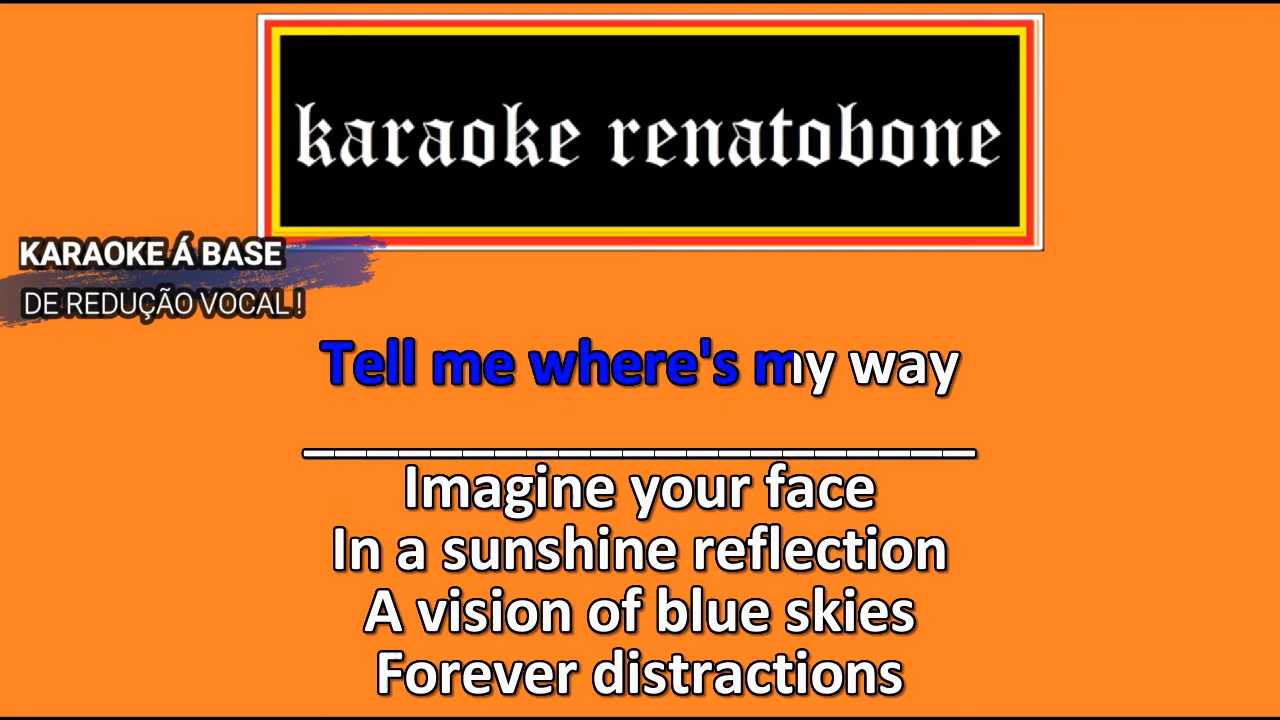 karaoke renatobone
KARAOKE Á BASE
DE REDUÇÃO VOCAL!
Tell me where's my way
_____________________
Imagine your face
In a sunshine reflection
A vision of blue skies
Forever distractions